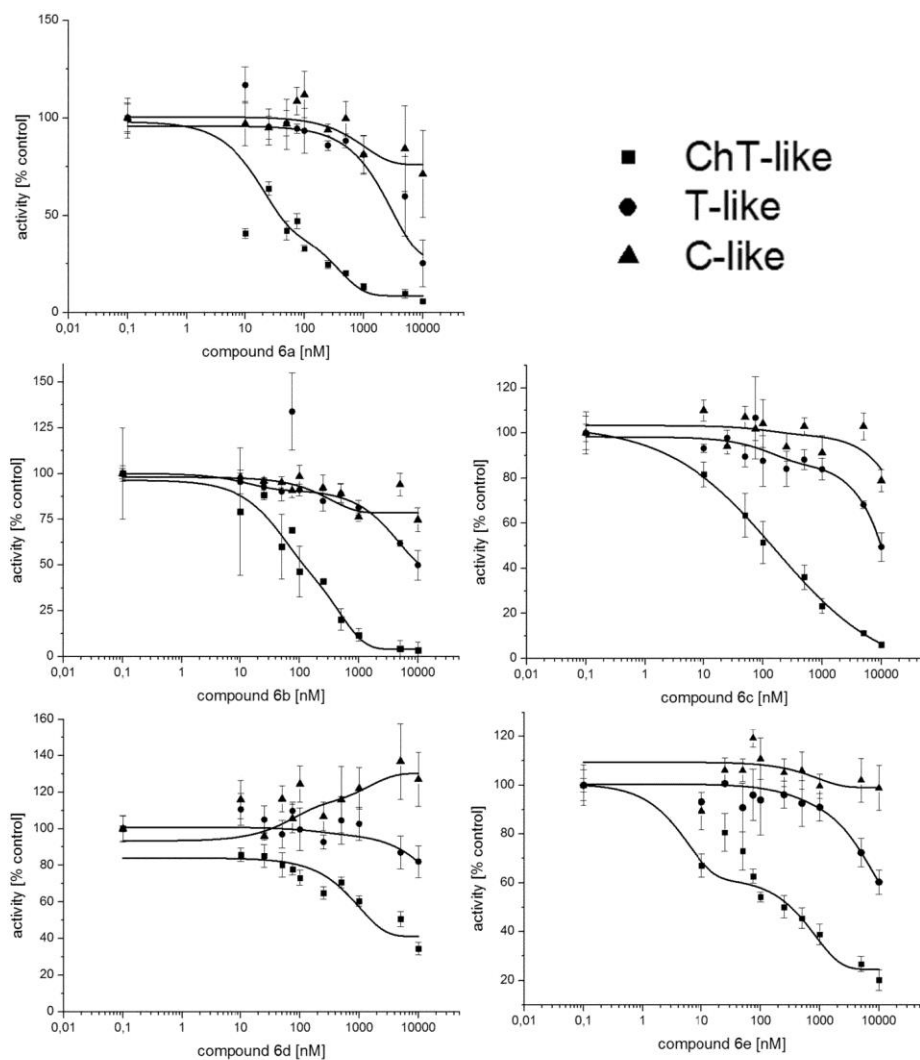 150
100
50
0
activity [% control]
0,01 0,1 1 10 100 1000 10000
compound 6a [nM]
ChT-like
T-like
C-like
150
125
100
75
50
25
0
activity [% control]
0,01 0,1 1 10 100 1000 10000
compound 6b [nM]
120
100
80
60
40
20
0
activity [% control]
0,01 0,1 1 10 100 1000 10000
compound 6c [nM]
160
140
120
100
80
60
40
20
0
activity [% control]
0,01 0,1 1 10 100 1000 10000
compound 6d [nM]
120
100
80
60
40
20
activity [% control]
0,01 0,1 1 10 100 1000 10000
compound 6e [nM]